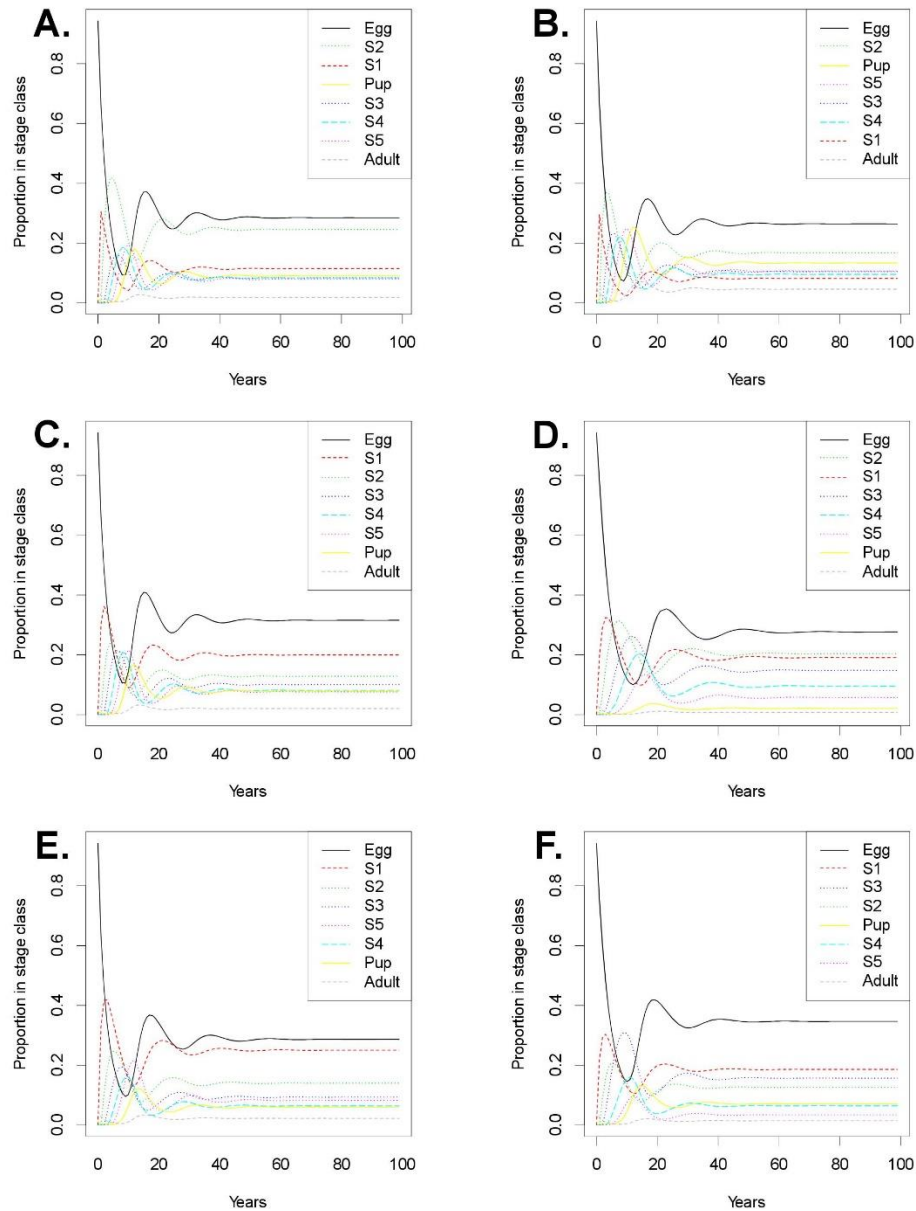 A.
Proportion in stage class
0.0 0.2 0.4 0.6 0.8
Egg
S2
S1
Pup
S3
S4
S5
Adult
0 20 40 60 80 100
Years
B.
Proportion in stage class
0.0 0.2 0.4 0.6 0.8
Egg
S2
Pup
S5
S3
S4
S1
Adult
0 20 40 60 80 100
Years
C.
Proportion in stage class
0.0 0.2 0.4 0.6 0.8
Egg
S1
S2
S3
S4
S5
Pup
Adult
0 20 40 60 80 100
Years
D.
Proportion in stage class
0.0 0.2 0.4 0.6 0.8
Egg
S2
S1
S3
S4
S5
Pup
Adult
0 20 40 60 80 100
Years
E.
Proportion in stage class
0.0 0.2 0.4 0.6 0.8
Egg
S1
S2
S3
S5
S4
Pup
Adult
0 20 40 60 80 100
Years
F.
Proportion in stage class
0.0 0.2 0.4 0.6 0.8
Egg
S1
S3
S2
Pup
S4
S5
Adult
0 20 40 60 80 100
Years